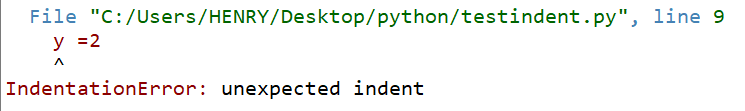 File "C:/Users/HENRY/Desktop/python/testindent.py", line 9
y =2
^
IndentationError: unexpected indent